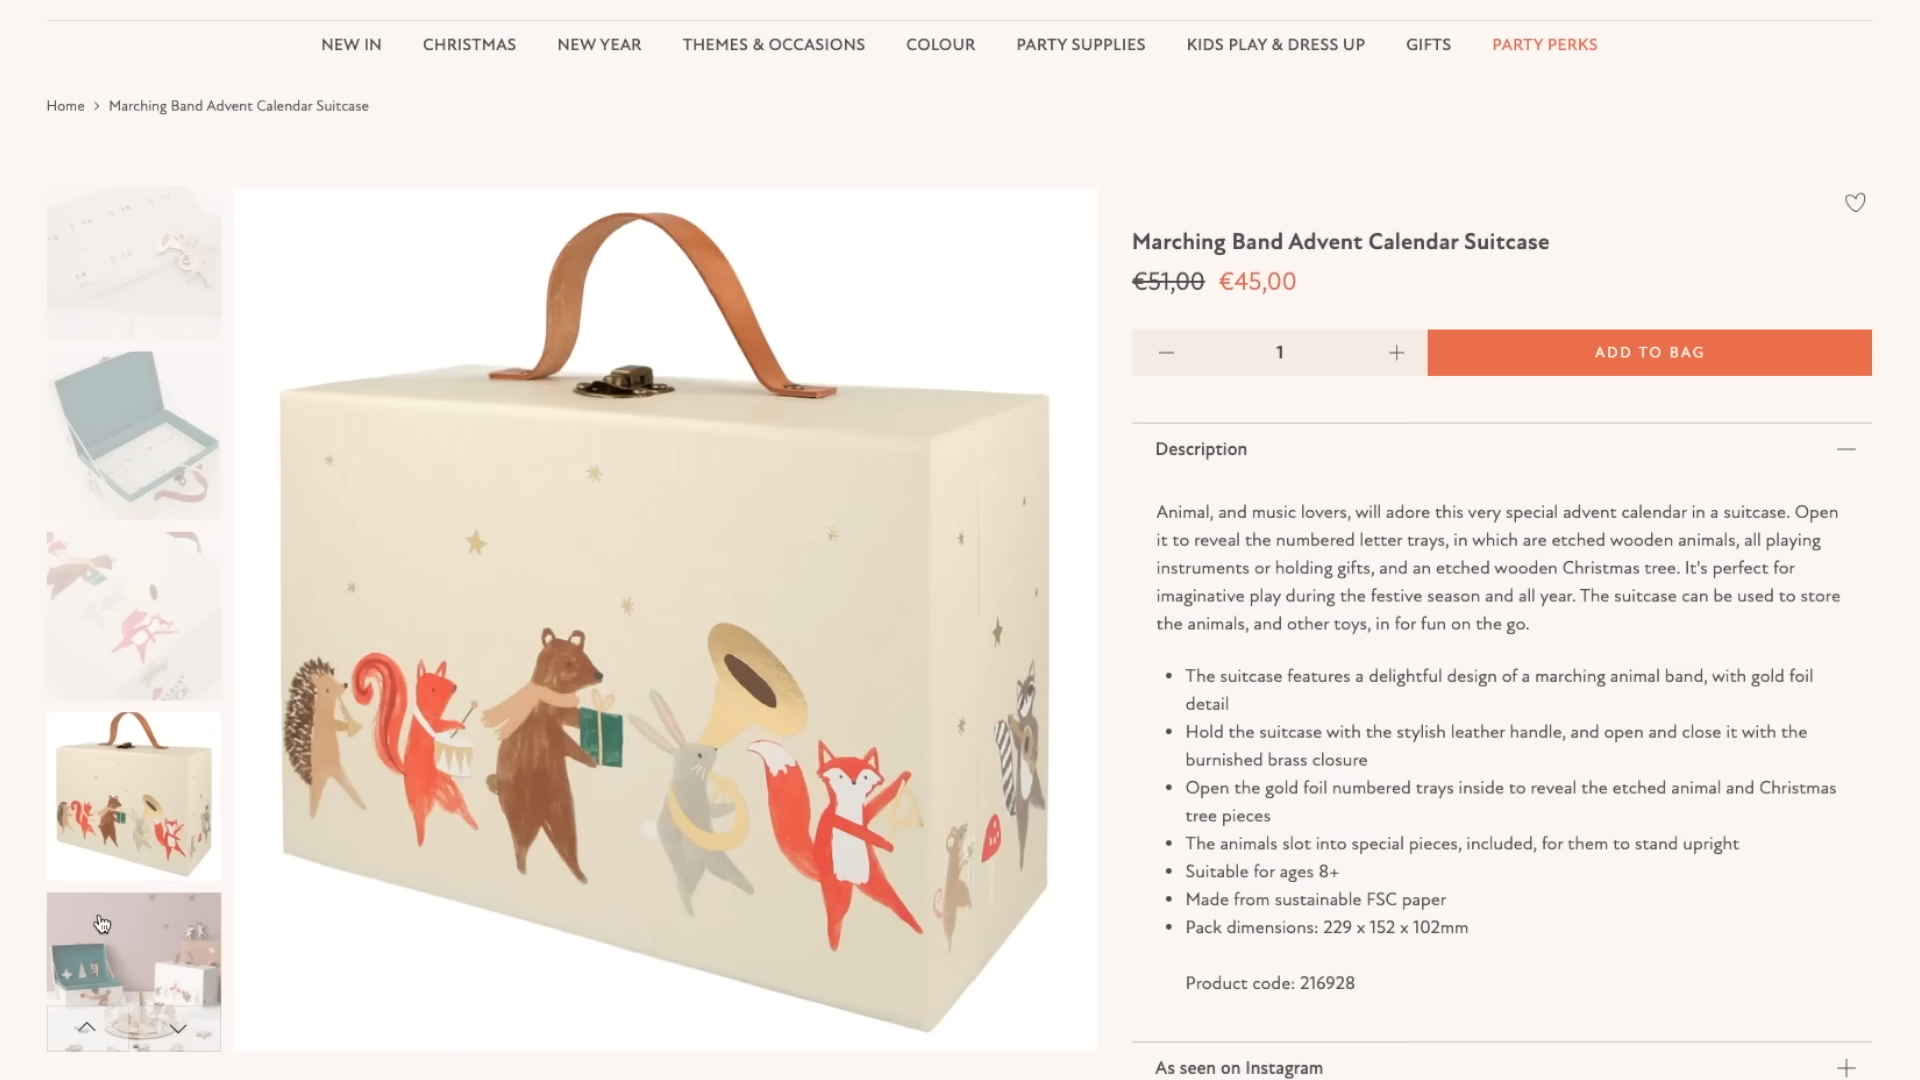 NEW IN CHRISTMAS NEW YEAR THEMES & OCCASIONS COLOUR PARTY SUPPLIES KIDS PLAY & DRESS UP GIFTS PARTY PERKS
Home > Marching Band Advent Calendar Suitcase
Marching Band Advent Calendar Suitcase
€51,00 €45,00
1
ADD TO BAG
Description
Animal, and music lovers, will adore this very special advent calendar in a suitcase. Open
it to reveal the numbered letter trays, in which are etched wooden animals, all playing
instruments or holding gifts, and an etched wooden Christmas tree. It's perfect for
imaginative play during the festive season and all year. The suitcase can be used to store
the animals, and other toys, in for fun on the go.
• The suitcase features a delightful design of a marching animal band, with gold foil
detail
• Hold the suitcase with the stylish leather handle, and open and close it with the
burnished brass closure
• Open the gold foil numbered trays inside to reveal the etched animal and Christmas
tree pieces
• The animals slot into special pieces, included, for them to stand upright
• Suitable for ages 8+
• Made from sustainable FSC paper
• Pack dimensions: 229 x 152 x 102mm
Product code: 216928
As seen on Instagram